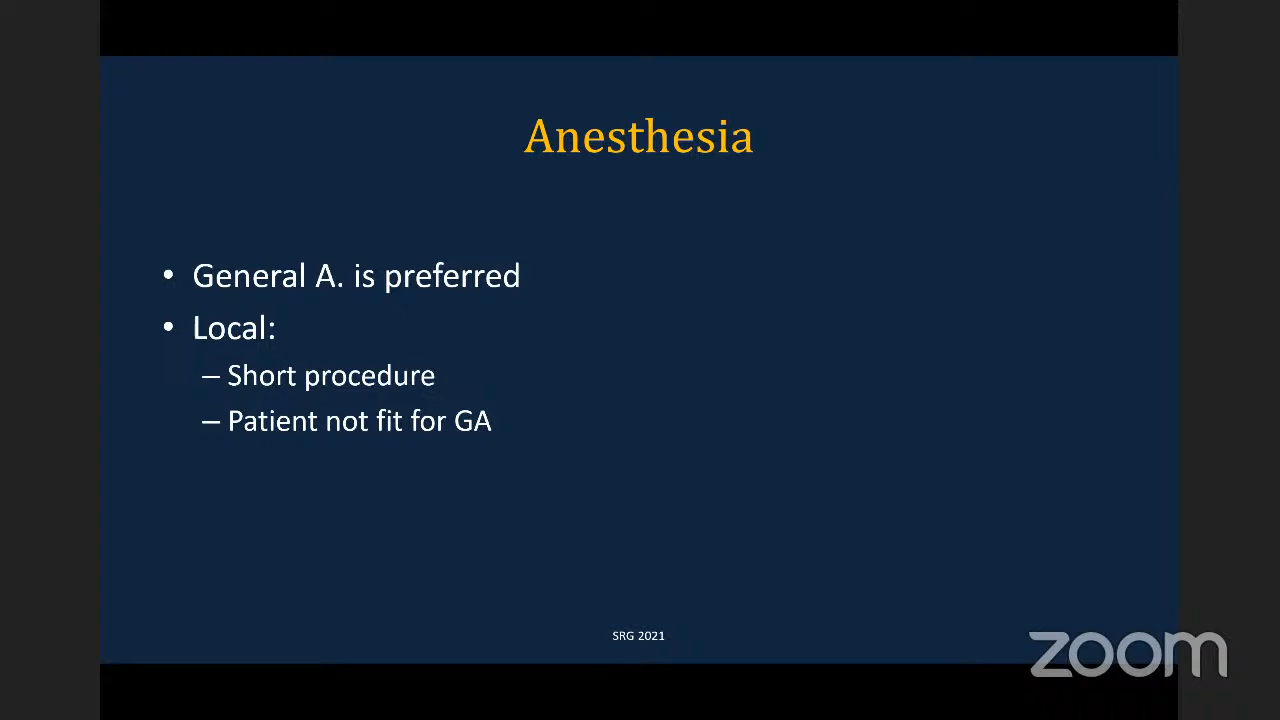 Anesthesia
• General A. is preferred
• Local:
– Short procedure
– Patient not fit for GA
SRG 2021
zoom